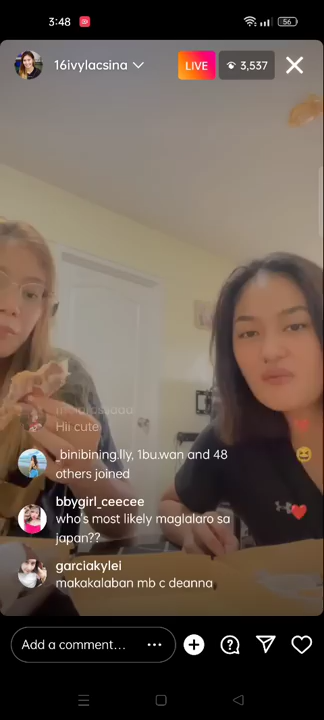 3:48
56
16ivylacsina
LIVE
3,537
Hii cute
_binibining.lly, 1bu.wan and 48
others joined
bbygirl_ceecee
who's most likely maglalaro sa
japan??
garciakylei
makakalaban mb c deanna
Add a comment...